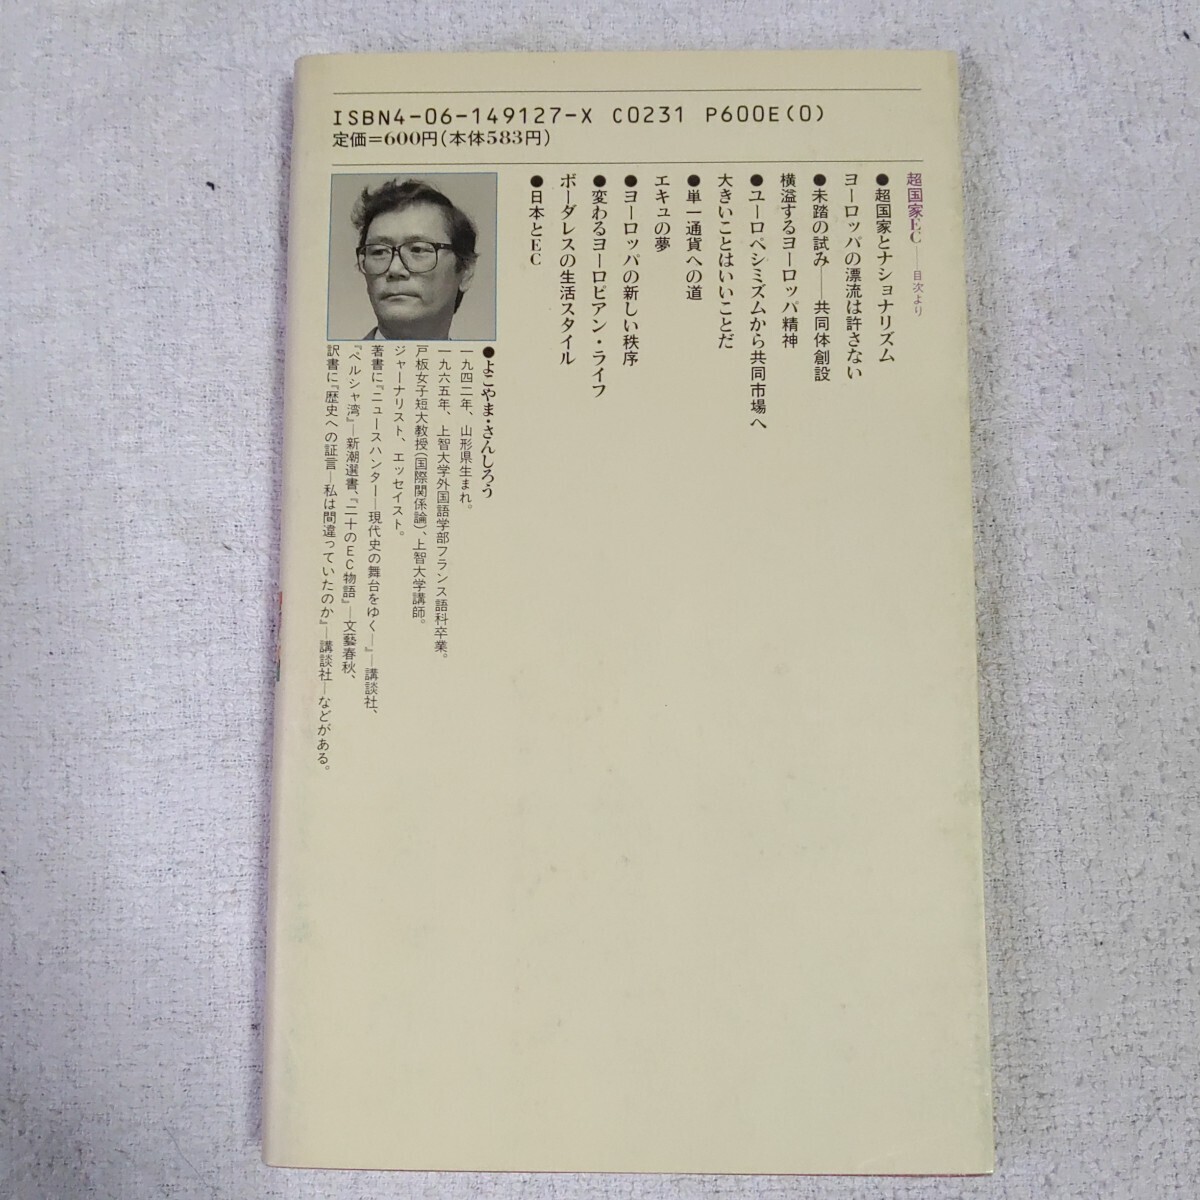 ISBN4-06-149127-X C0231 P600E(0)
定価=600円(本体583円)
超国家EC——目次より
●超国家とナショナリズム
ヨーロッパの漂流は許さない
●未踏の試み——共同体創設
横溢するヨーロッパ精神
●ユーロペシミズムから共同市場へ
大きいことはいいことだ
●単一通貨への道
エキュの夢
●ヨーロッパの新しい秩序
●変わるヨーロピアン・ライフ
ボーダレスの生活スタイル
●日本とEC
●よこやま・さんしろう
一九四二年、山形県生まれ。
一九六五年、上智大学外国語学部フランス語科卒業。
戸板女子短大教授(国際関係論)、上智大学講師。
ジャーナリスト、エッセイスト。
著書に『ニュースハンター—現代史の舞台をゆく—』—講談社、
『ペルシャ湾』—新潮選書、『二十のEC物語』—文藝春秋、
訳書に『歴史への証言—私は間違っていたのか』—講談社—などがある。